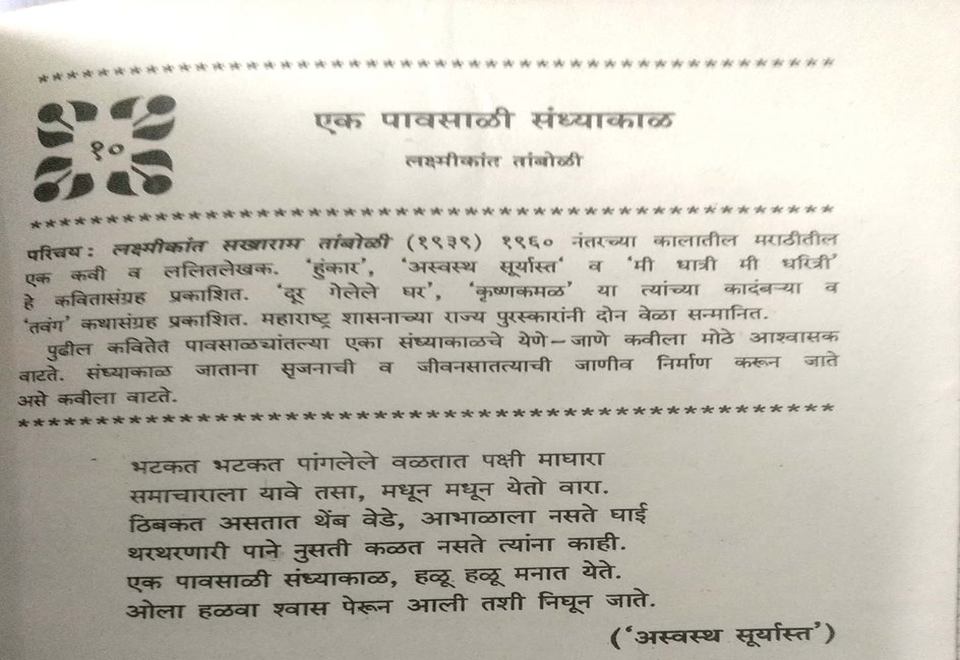 १०
एक पावसाळी संध्याकाळ
लक्ष्मीकांत तांबोळी
परिचय : लक्ष्मीकांत सखाराम तांबोळी (१९३९) १९६० नंतरच्या कालातील मराठीतील
एक कवी व ललितलेखक. 'हुंकार', 'अस्वस्थ सूर्यास्त' व 'मी धात्री मी धरित्री'
हे कवितासंग्रह प्रकाशित. 'दूर गेलेले घर', 'कृष्णकमळ' या त्यांच्या कादंबऱ्या व
'तवंग' कथासंग्रह प्रकाशित. महाराष्ट्र शासनाच्या राज्य पुरस्कारांनी दोन वेळा सन्मानित.
पुढील कवितेत पावसाळ्यांतल्या एका संध्याकाळचे येणे–जाणे कवीला मोठे आश्वासक
वाटते. संध्याकाळ जाताना सृजनाची व जीवनसातत्याची जाणीव निर्माण करून जाते
असे कवीला वाटते.
भटकत भटकत पांगलेले वळतात पक्षी माघारा
समाचाराला यावे तसा, मधून मधून येतो वारा.
ठिबकत असतात थेंब वेडे, आभाळाला नसते घाई
थरथरणारी पाने नुसती कळत नसते त्यांना काही.
एक पावसाळी संध्याकाळ, हळू हळू मनात येते.
ओला हळवा श्वास पेरून आली तशी निघून जाते.
('अस्वस्थ सूर्यास्त')